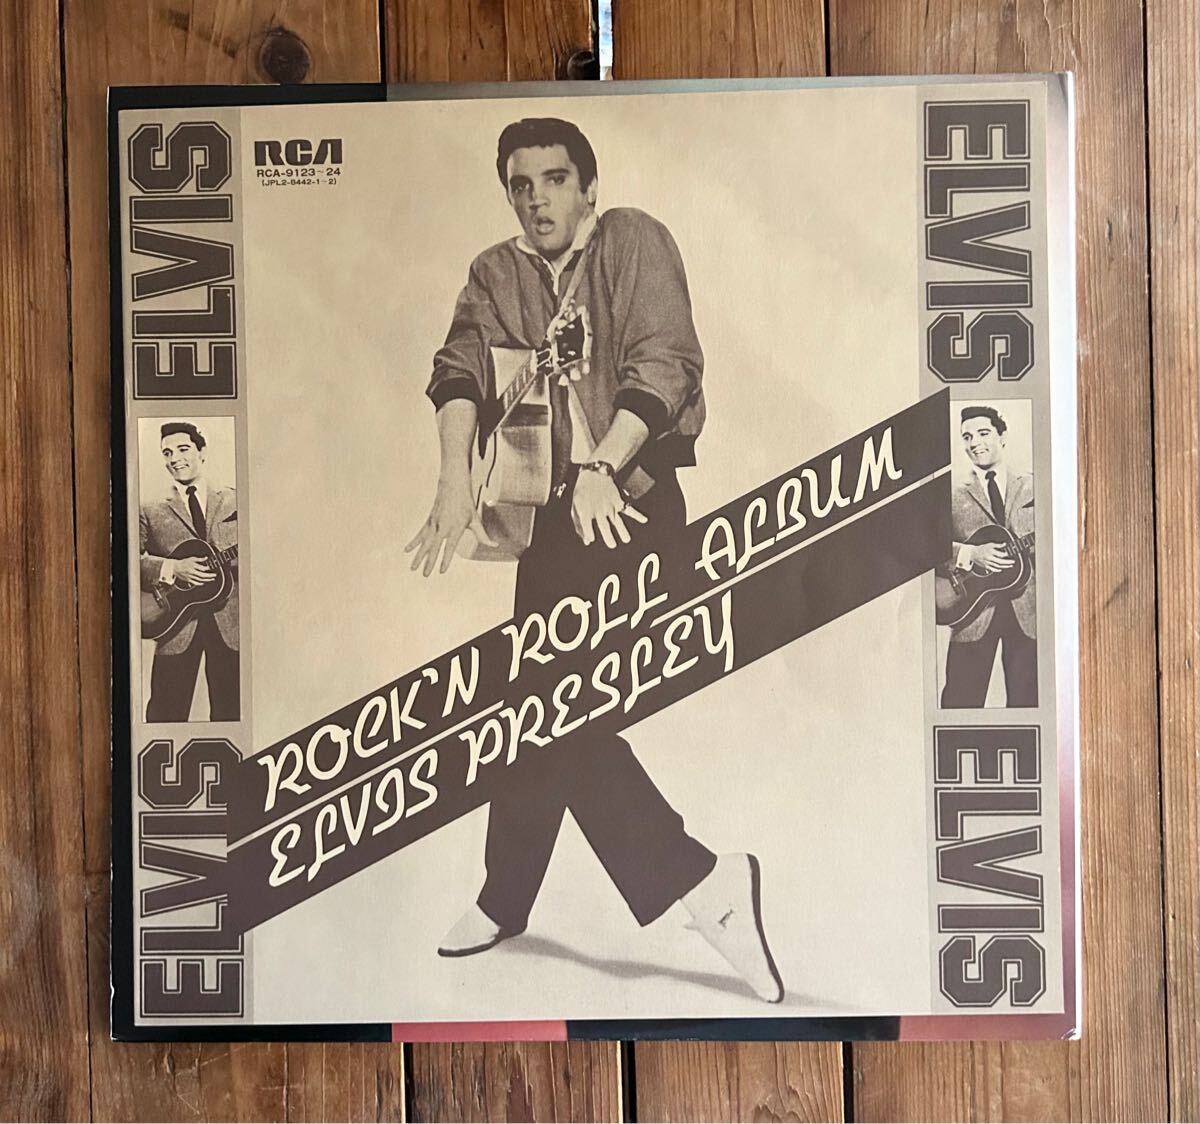 ELVIS
RCA
RCA-9123~24
(JPL2-8442-1~2)
ELVIS
ROCK'N ROLL ALBUM
ELVIS PRESLEY
ELVIS
ELVIS